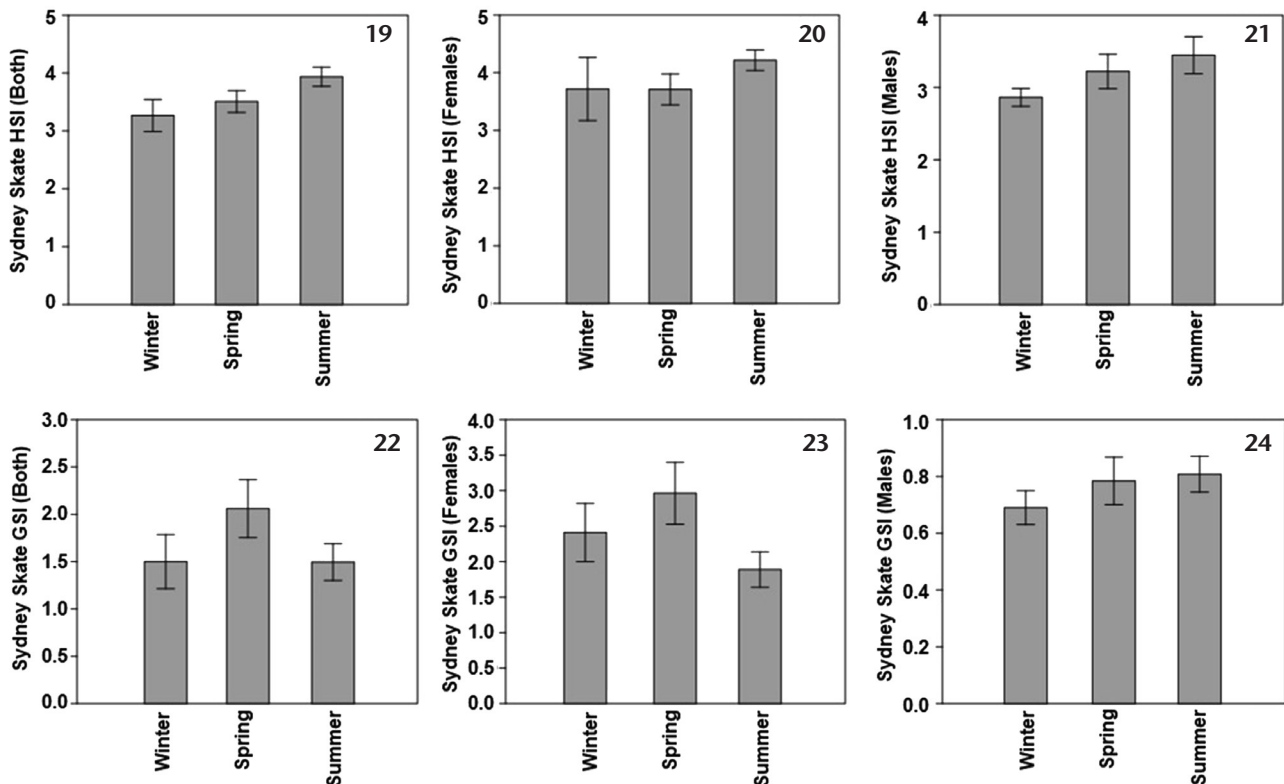 19
Sydney Skate HSI (Both)
5
4
3
2
1
0
Winter
Spring
Summer
20
Sydney Skate HSI (Females)
5
4
3
2
1
0
Winter
Spring
Summer
21
Sydney Skate HSI (Males)
4
3
2
1
0
Winter
Spring
Summer
22
Sydney Skate GSI (Both)
3.0
2.5
2.0
1.5
1.0
0.5
0.0
Winter
Spring
Summer
23
Sydney Skate GSI (Females)
4.0
3.5
3.0
2.5
2.0
1.5
1.0
0.5
0.0
Winter
Spring
Summer
24
Sydney Skate GSI (Males)
1.0
0.8
0.6
0.4
0.2
0.0
Winter
Spring
Summer